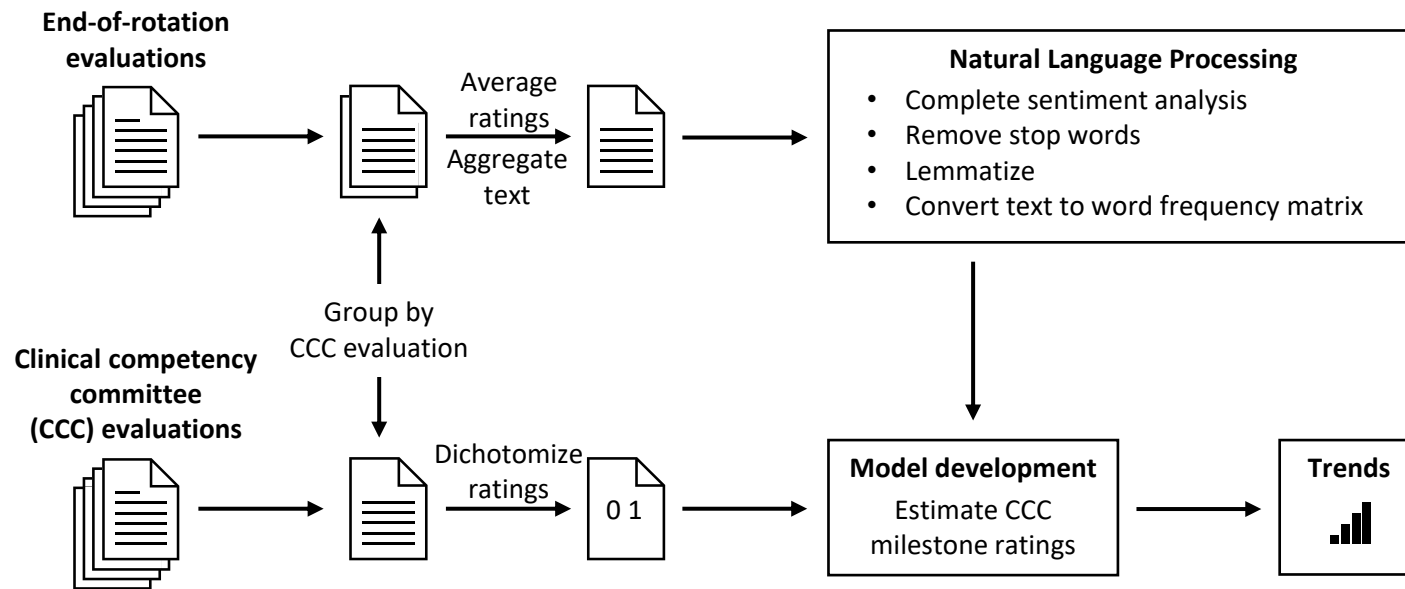 End-of-rotation
evaluations
Average
ratings
Aggregate
text
Natural Language Processing
• Complete sentiment analysis
• Remove stop words
• Lemmatize
• Convert text to word frequency matrix
Group by
CCC evaluation
Clinical competency
committee
(CCC) evaluations
Dichotomize
ratings
0 1
Model development
Estimate CCC
milestone ratings
Trends